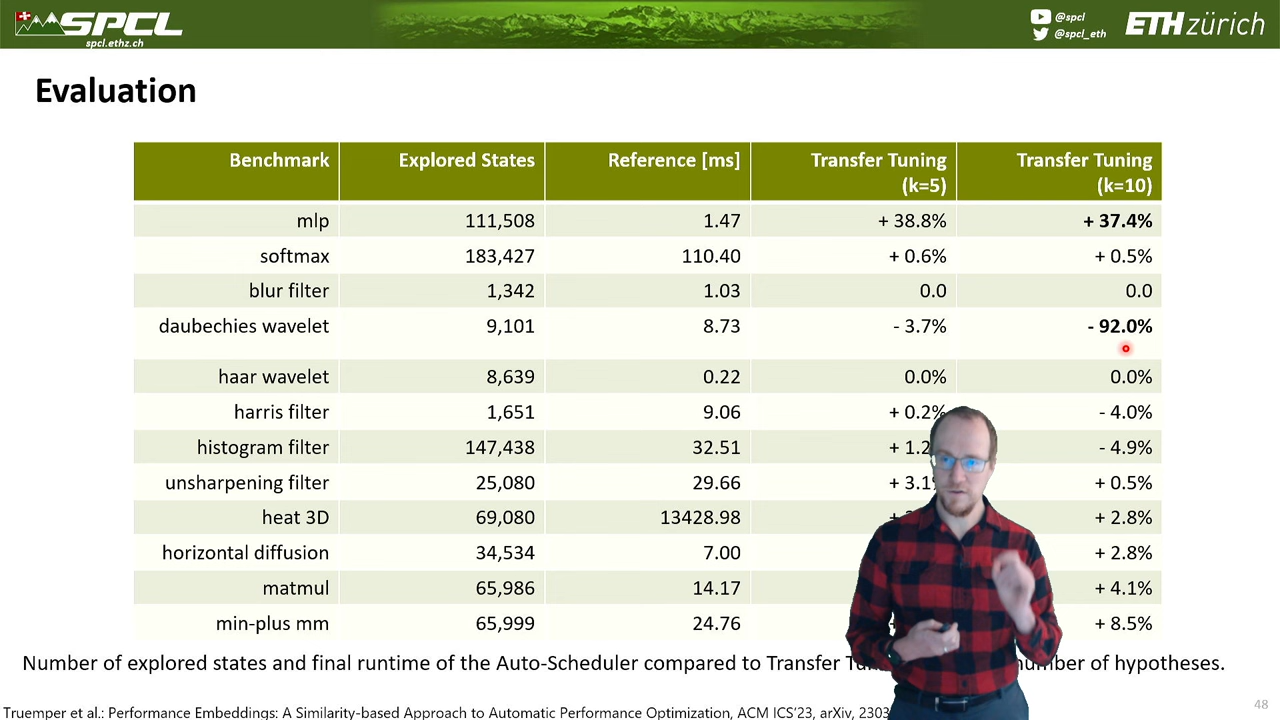 SPCL
spcl.ethz.ch
@spcl
@spcl_eth
ETH zürich
Evaluation
Benchmark Explored States Reference [ms] Transfer Tuning (k=5) Transfer Tuning (k=10)
mlp 111,508 1.47 + 38.8% + 37.4%
softmax 183,427 110.40 + 0.6% + 0.5%
blur filter 1,342 1.03 0.0 0.0
daubechies wavelet 9,101 8.73 - 3.7% - 92.0%
haar wavelet 8,639 0.22 0.0% 0.0%
harris filter 1,651 9.06 + 0.2% - 4.0%
histogram filter 147,438 32.51 + 1.2 - 4.9%
unsharpening filter 25,080 29.66 + 3.1% + 0.5%
heat 3D 69,080 13428.98 + 2.8%
horizontal diffusion 34,534 7.00 + 2.8%
matmul 65,986 14.17 + 4.1%
min-plus mm 65,999 24.76 + 8.5%
Number of explored states and final runtime of the Auto-Scheduler compared to Transfer number of hypotheses.
Truemper et al.: Performance Embeddings: A Similarity-based Approach to Automatic Performance Optimization, ACM ICS'23, arXiv, 2303
48